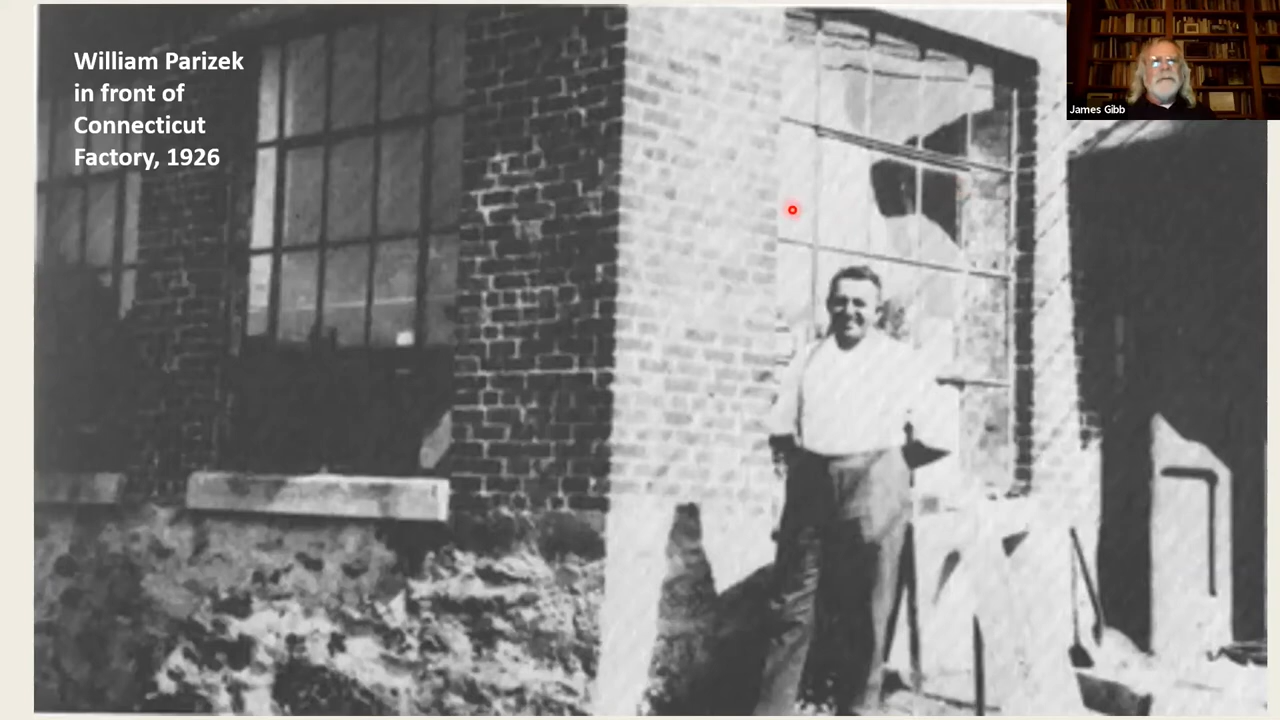 William Parizek
in front of
Connecticut
Factory, 1926
James Gibb